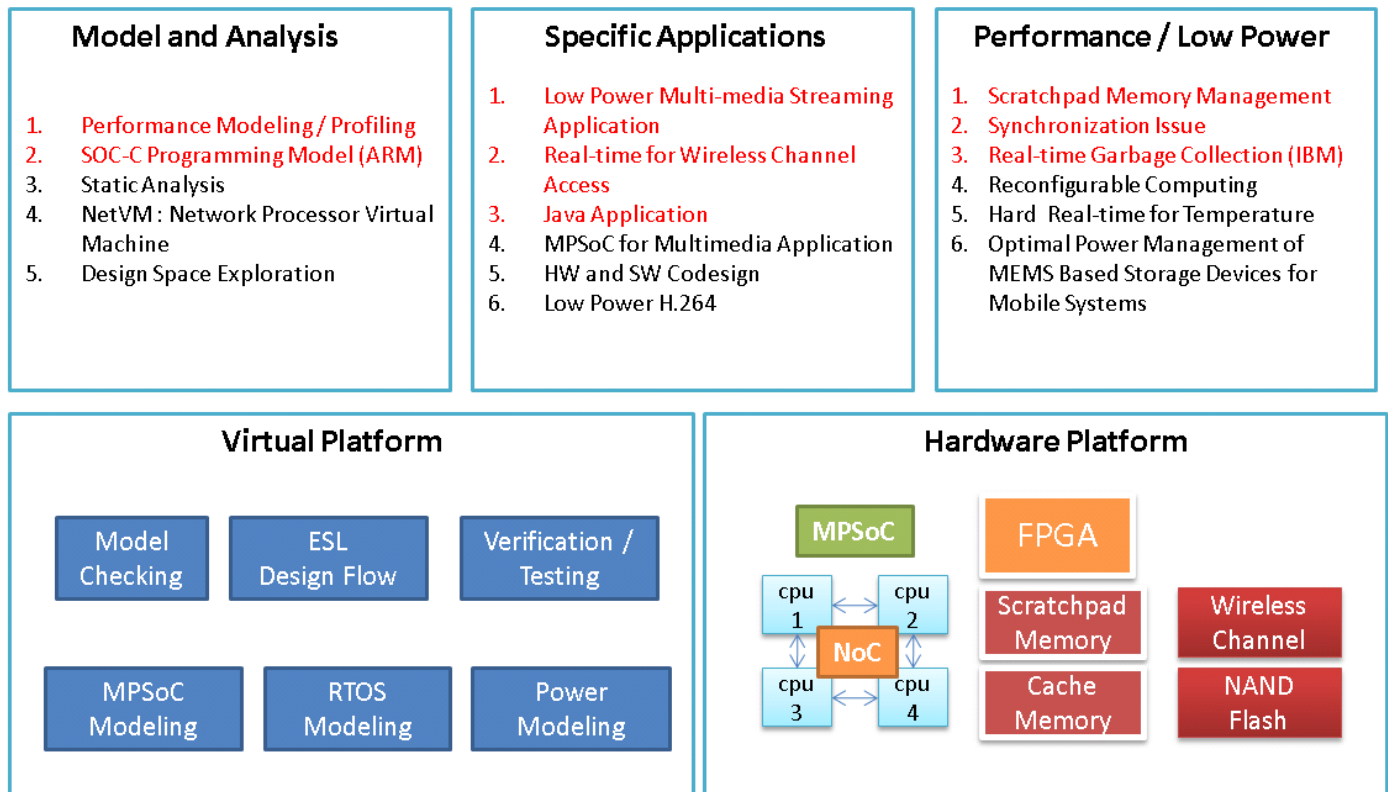 Model and Analysis
1. Performance Modeling / Profiling
2. SOC-C Programming Model (ARM)
3. Static Analysis
4. NetVM : Network Processor Virtual
Machine
5. Design Space Exploration
Specific Applications
1. Low Power Multi-media Streaming
Application
2. Real-time for Wireless Channel
Access
3. Java Application
4. MPSoC for Multimedia Application
5. HW and SW Codesign
6. Low Power H.264
Performance / Low Power
1. Scratchpad Memory Management
2. Synchronization Issue
3. Real-time Garbage Collection (IBM)
4. Reconfigurable Computing
5. Hard Real-time for Temperature
6. Optimal Power Management of
MEMS Based Storage Devices for
Mobile Systems
Virtual Platform
Model
Checking
ESL
Design Flow
Verification /
Testing
MPSoC
Modeling
RTOS
Modeling
Power
Modeling
Hardware Platform
MPSoC
cpu
1
cpu
2
NoC
cpu
3
cpu
4
FPGA
Scratchpad
Memory
Cache
Memory
Wireless
Channel
NAND
Flash